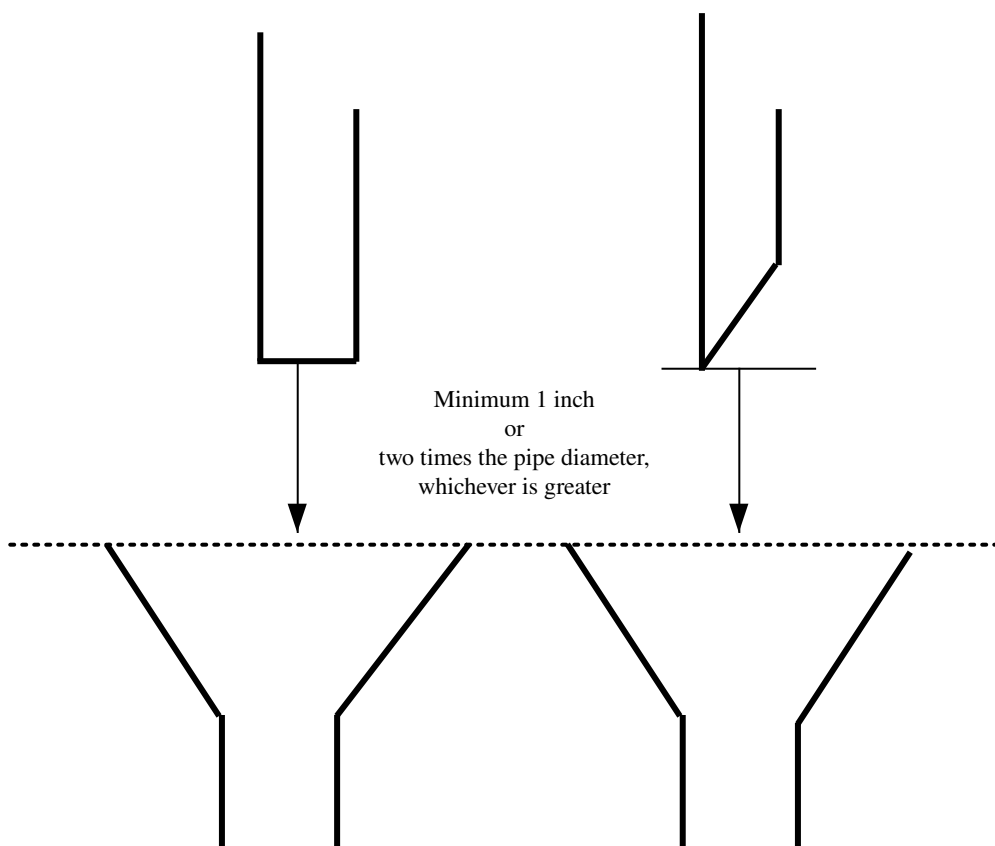 Minimum 1 inch
or
two times the pipe diameter,
whichever is greater